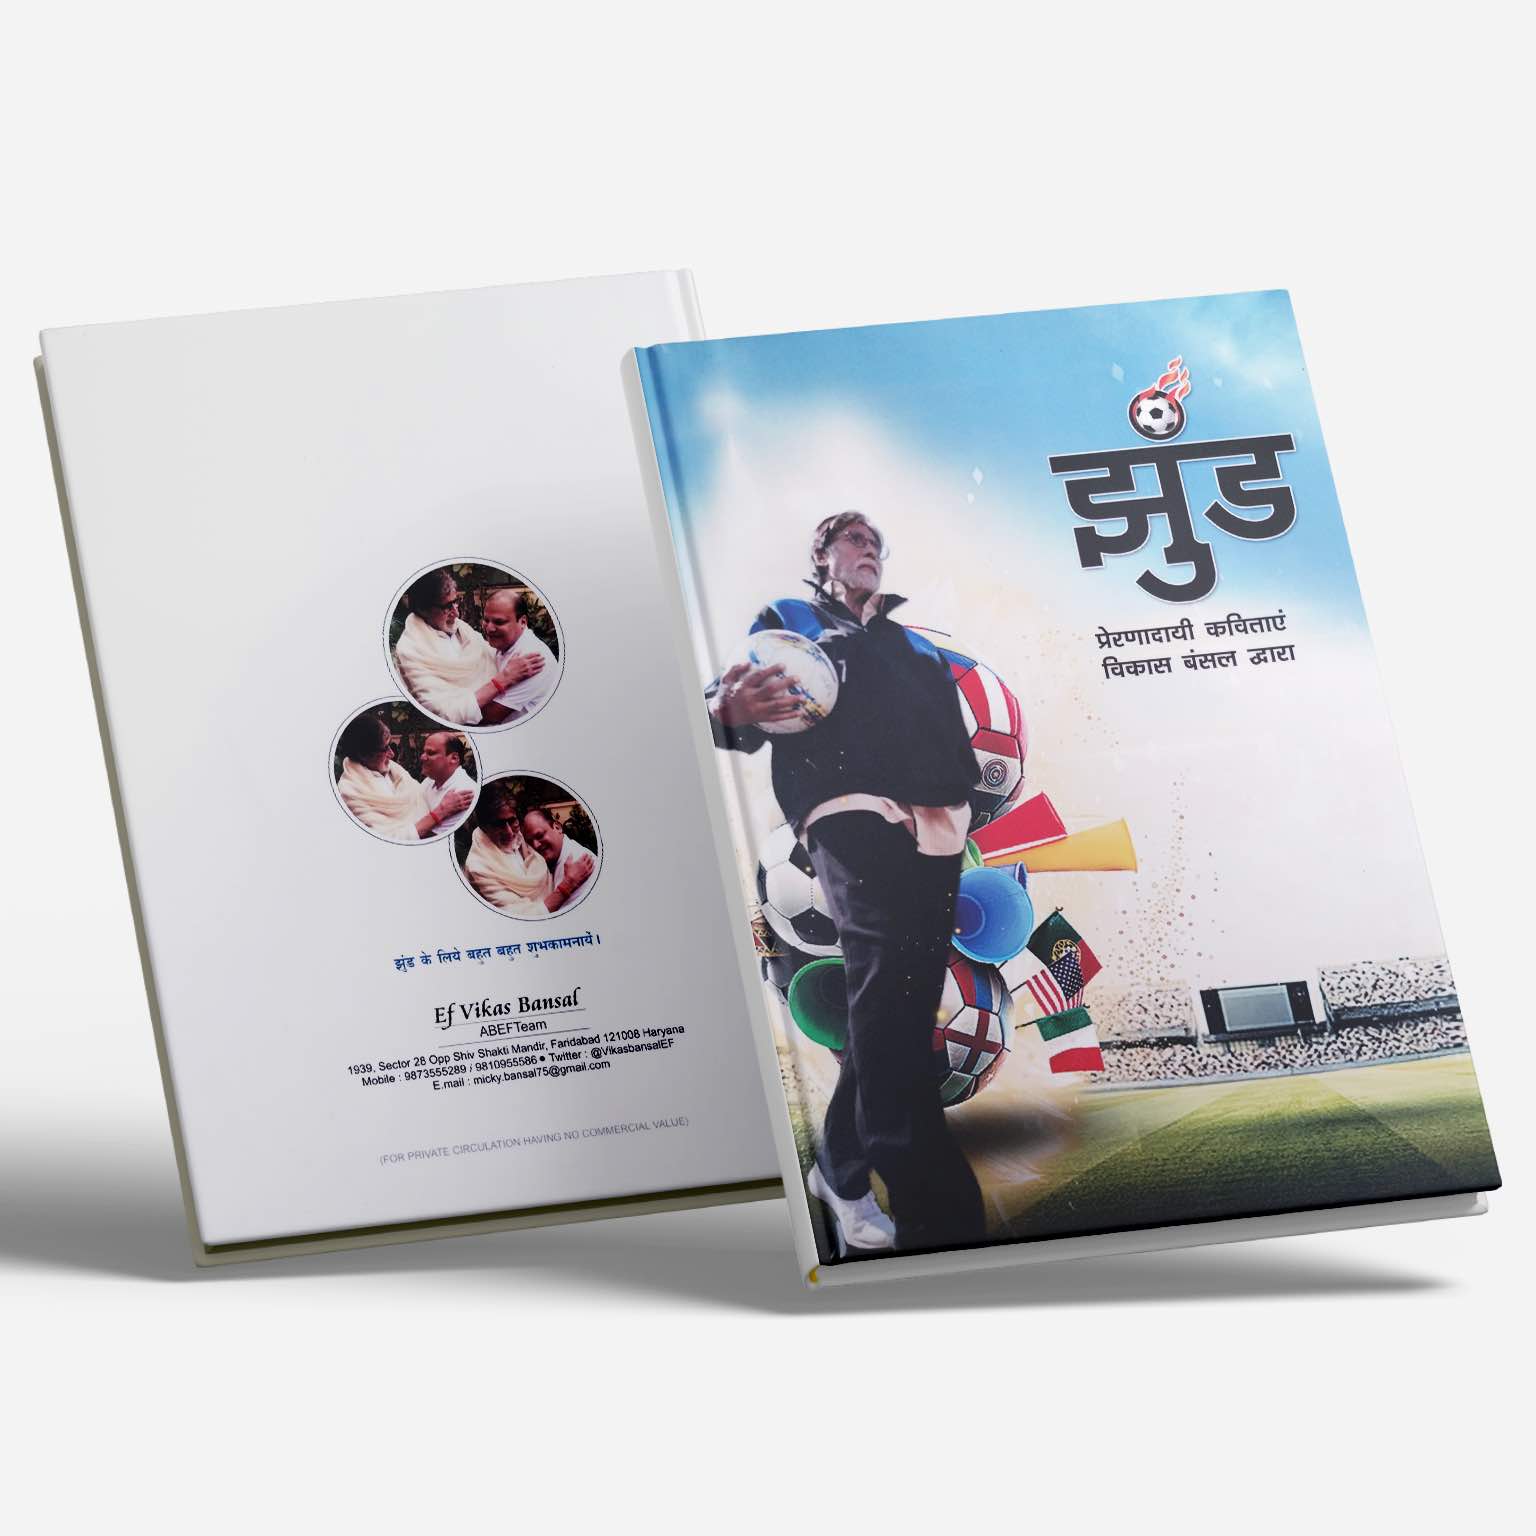 झुंड के लिये बहुत बहुत शुभकामनायें।
Ef Vikas Bansal
ABEFTeam
1939, Sector 28 Opp Shiv Shakti Mandir, Faridabad 121008 Haryana
Mobile : 9873555289 / 9810955586 ● Twitter : @VikasbansalEF
E.mail : micky.bansal75@gmail.com
(FOR PRIVATE CIRCULATION HAVING NO COMMERCIAL VALUE)
झुंड
प्रेरणादायी कविताएं
विकास बंसल द्वारा